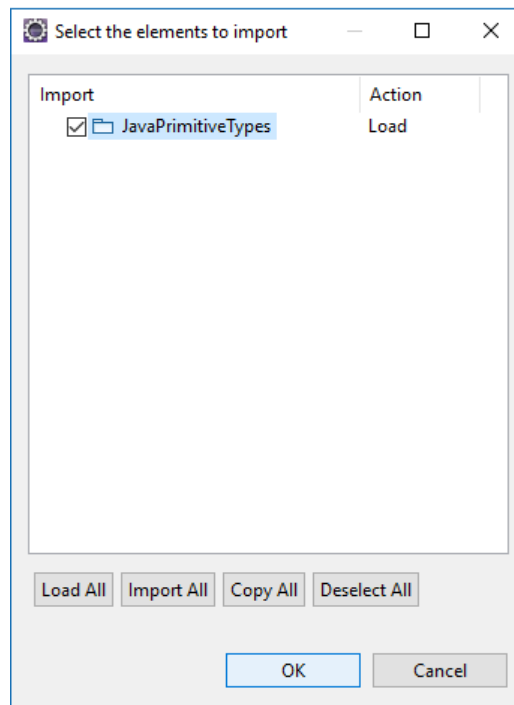 Select the elements to import
Import Action
JavaPrimitiveTypes Load
Load All Import All Copy All Deselect All
OK Cancel